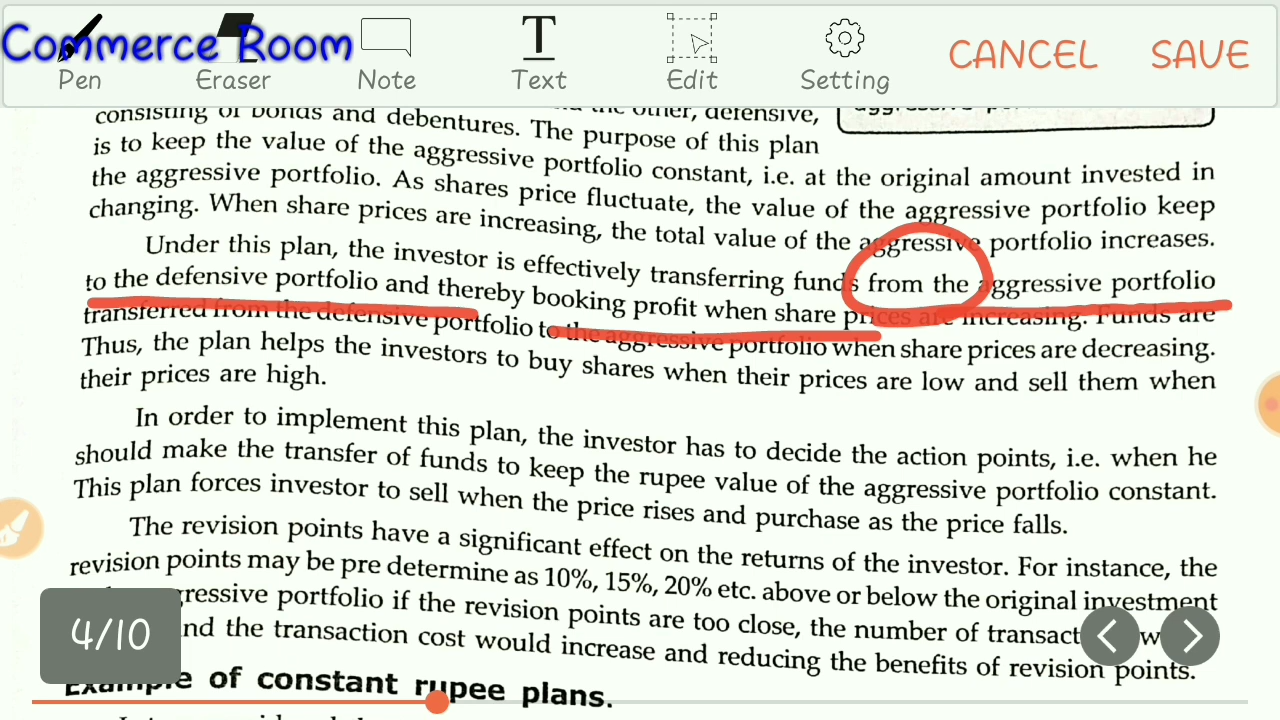 Commerce Room
Pen
Eraser
Note
Text
Edit
Setting
CANCEL
SAVE
consisting of bonds and debentures. and the other, defensive,
The purpose of this plan
is to keep the value of the aggressive portfolio constant, i.e. at the original amount invested in
the aggressive portfolio. As shares price fluctuate, the value of the aggressive portfolio keep
changing. When share prices are increasing, the total value of the aggressive portfolio increases.
Under this plan, the investor is effectively transferring funds from the aggressive portfolio
to the defensive portfolio and thereby booking profit when share prices are increasing. Funds are
transferred from the defensive portfolio to the aggressive portfolio when share prices are decreasing.
Thus, the plan helps the investors to buy shares when their prices are low and sell them when
their prices are high.
In order to implement this plan, the investor has to decide the action points, i.e. when he
should make the transfer of funds to keep the rupee value of the aggressive portfolio constant.
This plan forces investor to sell when the price rises and purchase as the price falls.
The revision points have a significant effect on the returns of the investor. For instance, the
revision points may be pre determine as 10%, 15%, 20% etc. above or below the original investment
aggressive portfolio if the revision points are too close, the number of
and the transaction cost would increase and reducing the benefits of revision points.
4/10
Example of constant rupee plans.